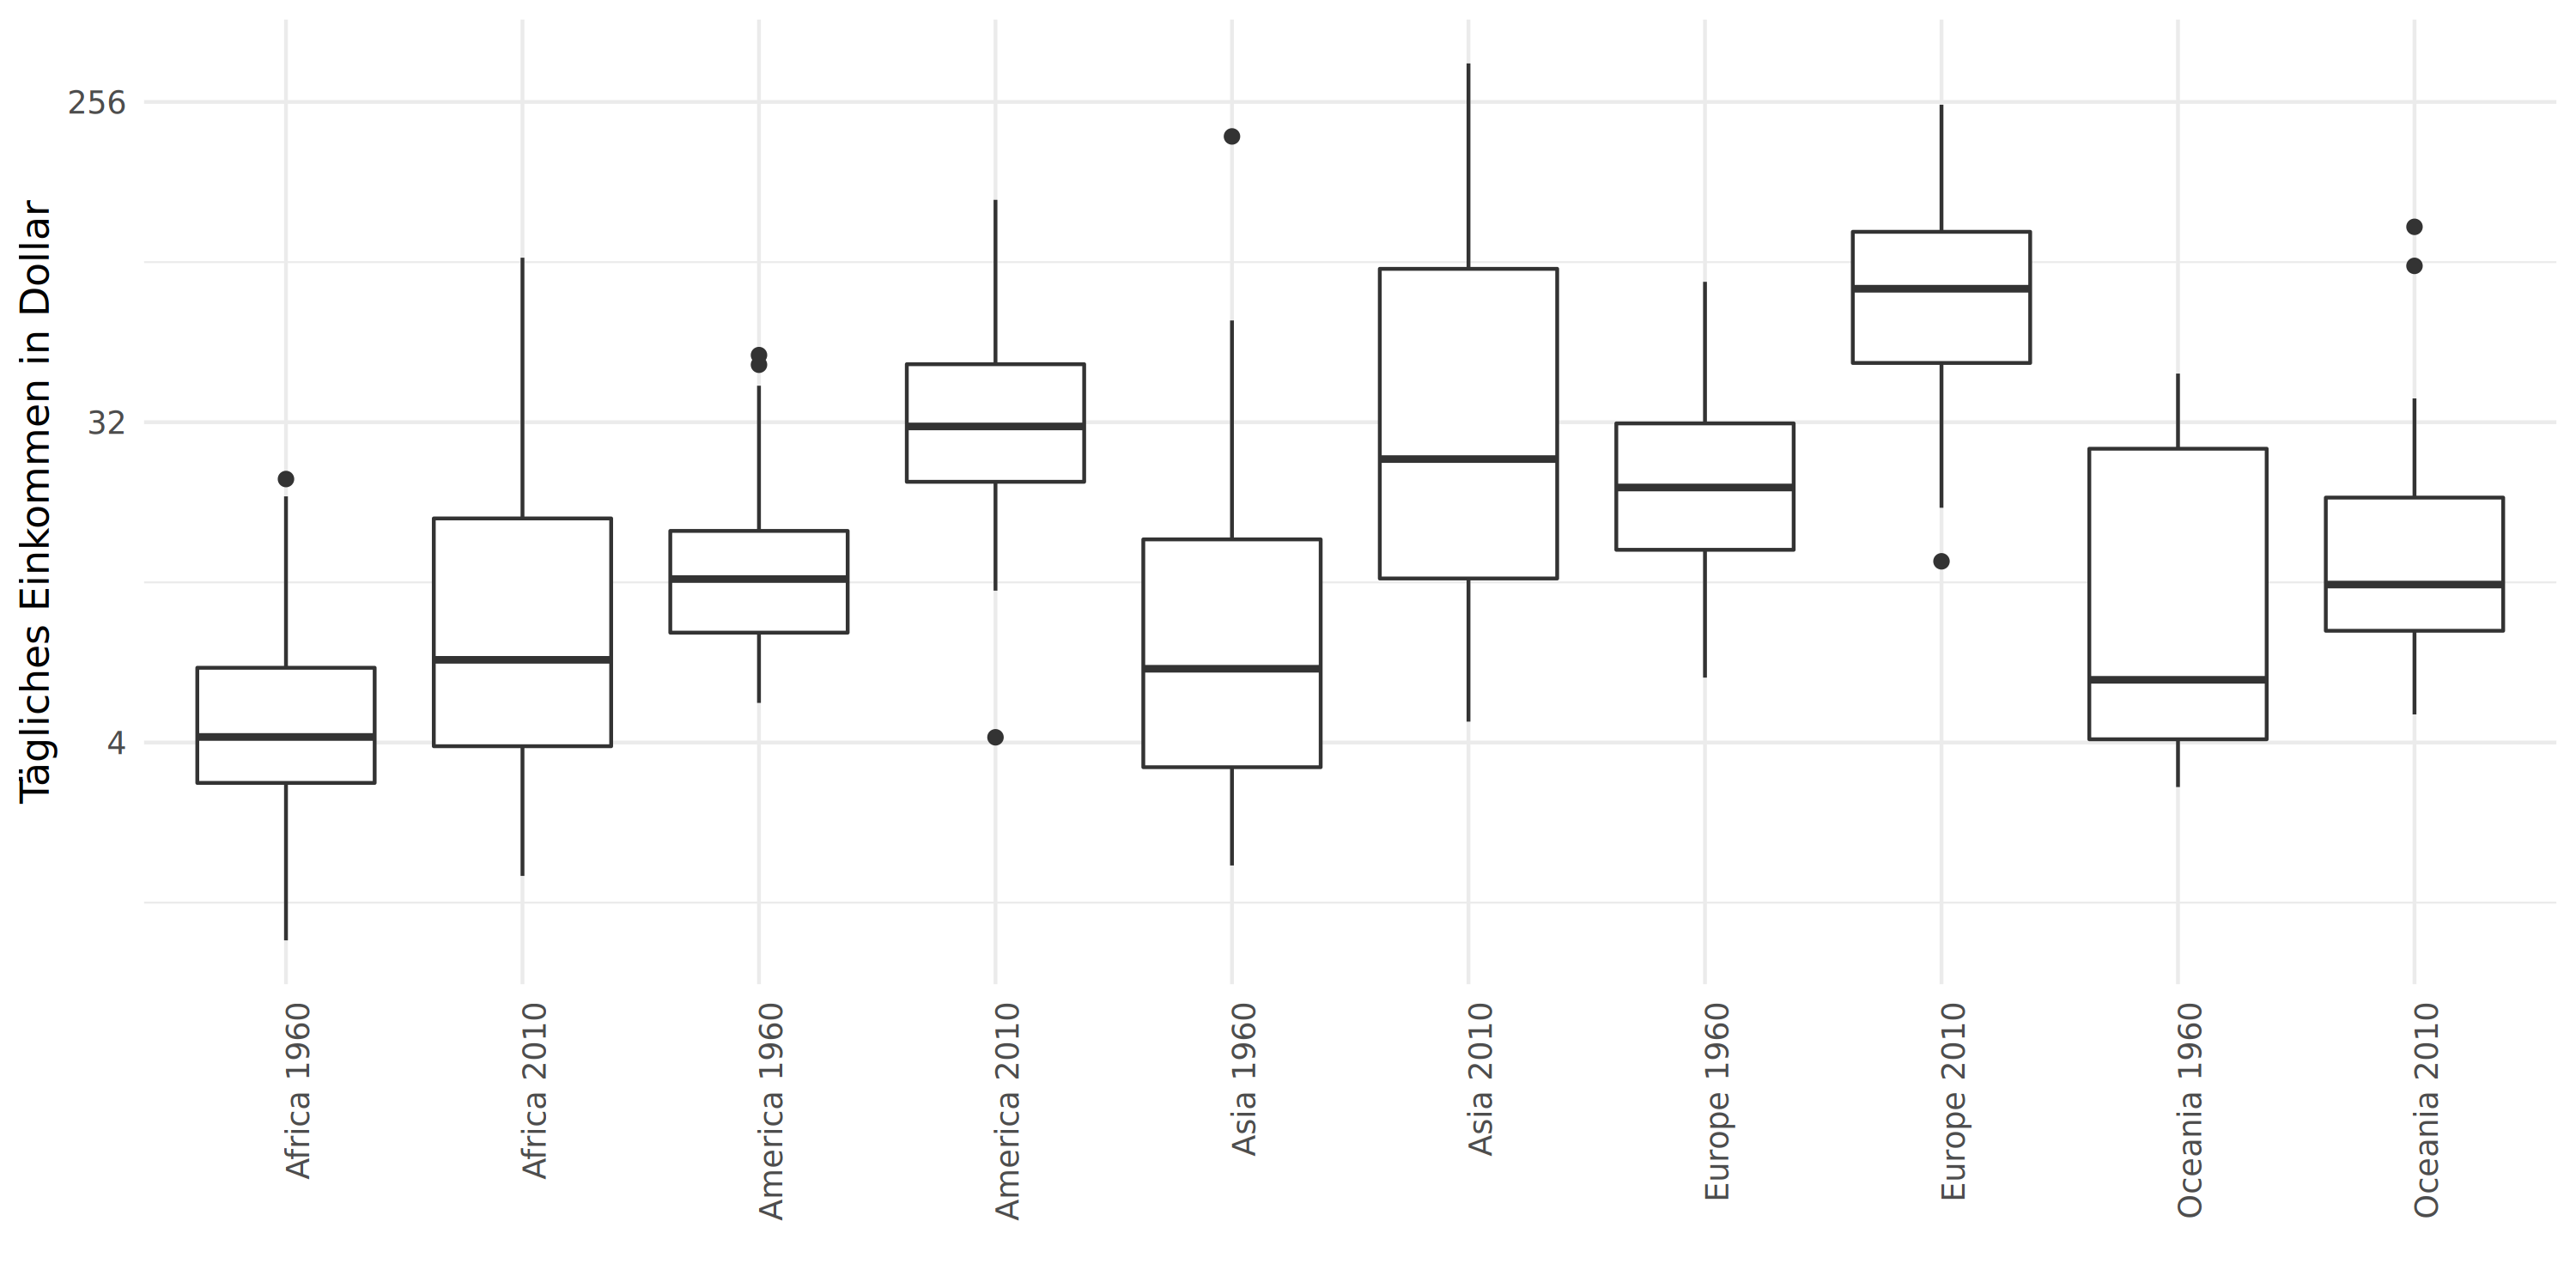 Tägliches Einkommen in Dollar
256
32
4
Africa 1960
Africa 2010
America 1960
America 2010
Asia 1960
Asia 2010
Europe 1960
Europe 2010
Oceania 1960
Oceania 2010